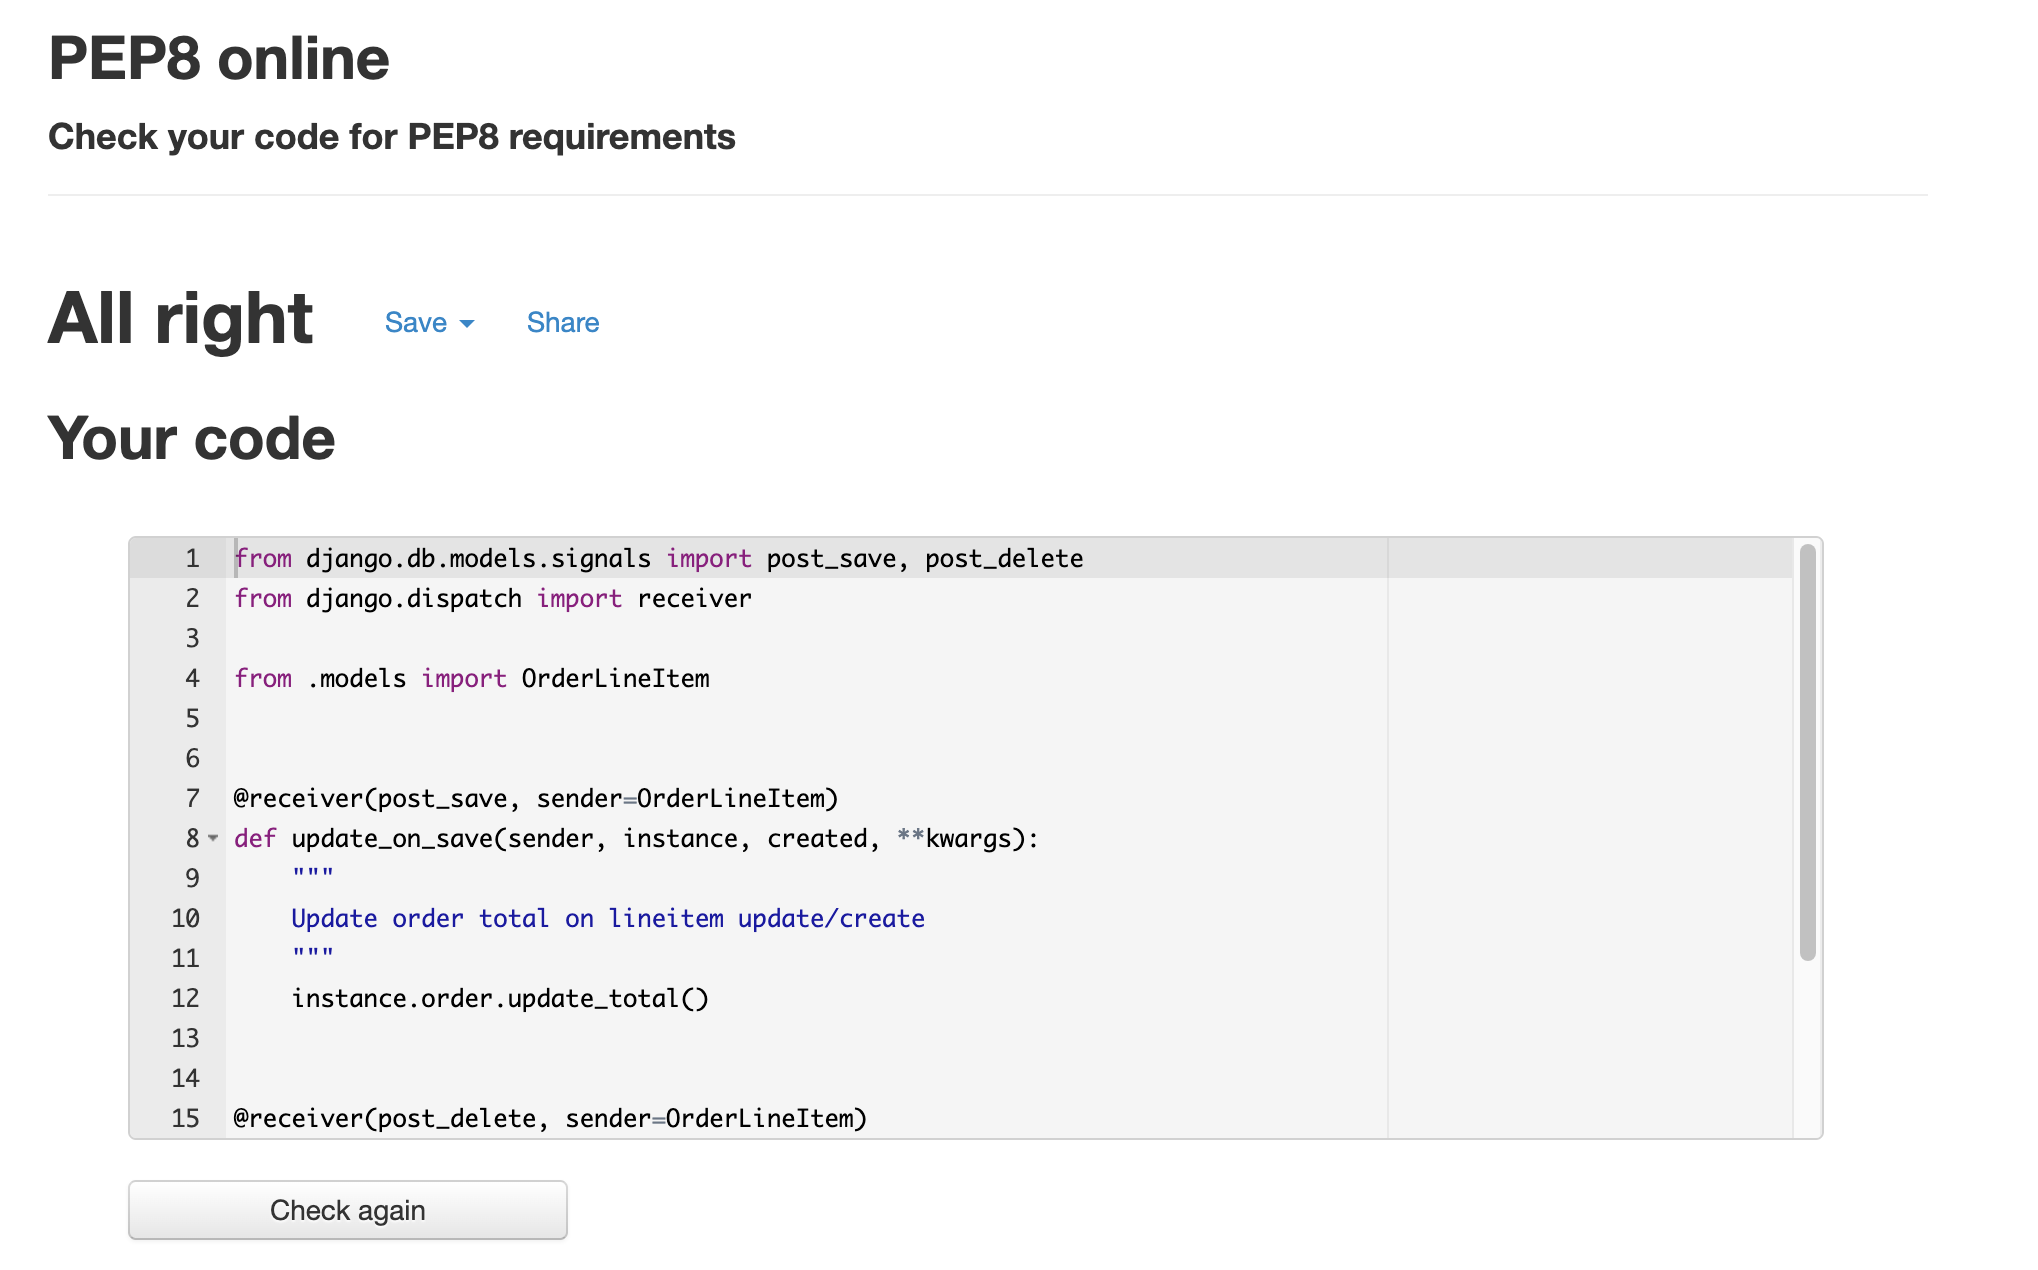 PEP8 online
Check your code for PEP8 requirements
All right Save Share
Your code
1 from django.db.models.signals import post_save, post_delete
2 from django.dispatch import receiver
3
4 from .models import OrderLineItem
5
6
7 @receiver(post_save, sender=OrderLineItem)
8 def update_on_save(sender, instance, created, **kwargs):
9     """
10     Update order total on lineitem update/create
11     """
12     instance.order.update_total()
13
14
15 @receiver(post_delete, sender=OrderLineItem)
Check again